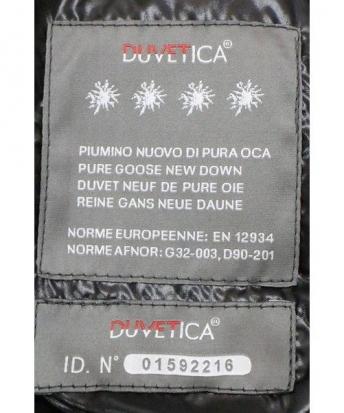 DUVETICA®
PIUMINO NUOVO DI PURA OCA
PURE GOOSE NEW DOWN
DUVET NEUF DE PURE OIE
REINE GANS NEUE DAUNE
NORME EUROPEENNE: EN 12934
NORME AFNOR: G32-003, D90-201
DUVETICA®
ID. N° 01592216